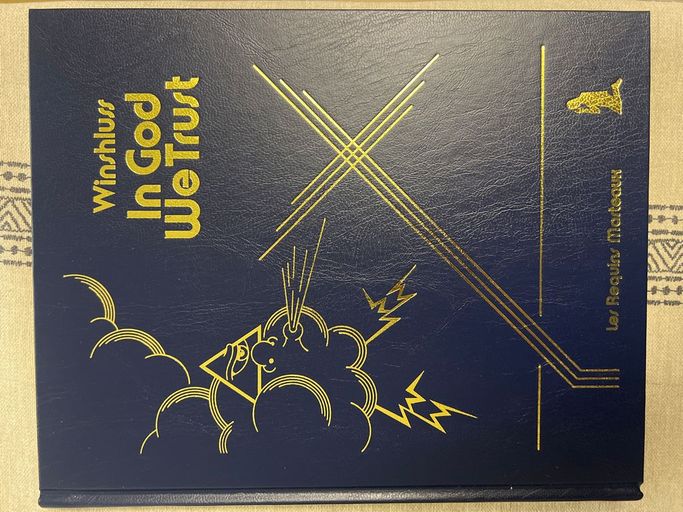 Winshluss
In God
We Trust
Les Requins Marteaux